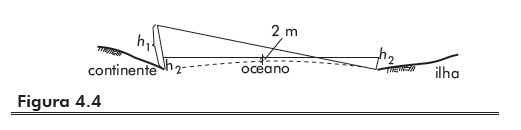 2 m
h1
h2
continente h2 oceano ilha
Figura 4.4